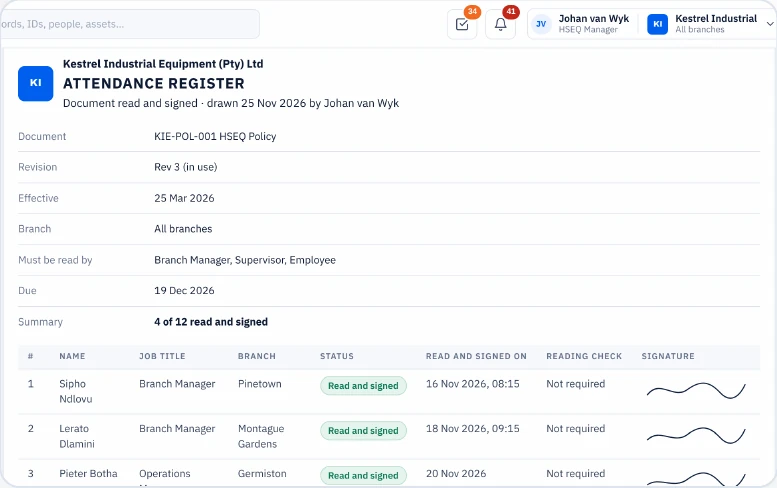 ords, IDs, people, assets...
34
41
JV
Johan van Wyk
HSEQ Manager
KI
Kestrel Industrial
All branches
KI
Kestrel Industrial Equipment (Pty) Ltd
ATTENDANCE REGISTER
Document read and signed · drawn 25 Nov 2026 by Johan van Wyk
Document KIE-POL-001 HSEQ Policy
Revision Rev 3 (in use)
Effective 25 Mar 2026
Branch All branches
Must be read by Branch Manager, Supervisor, Employee
Due 19 Dec 2026
Summary 4 of 12 read and signed
# NAME JOB TITLE BRANCH STATUS READ AND SIGNED ON READING CHECK SIGNATURE
1 Sipho Branch Manager Pinetown Read and signed 16 Nov 2026, 08:15 Not required
Ndlovu
2 Lerato Branch Manager Montague Read and signed 18 Nov 2026, 09:15 Not required
Dlamini Gardens
3 Pieter Botha Operations Germiston Read and signed 20 Nov 2026 Not required